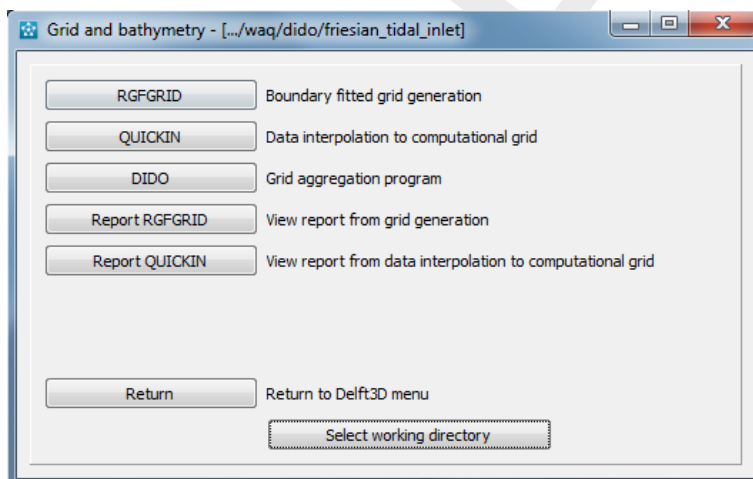 Grid and bathymetry - [.../waq/dido/friesian_tidal_inlet]
RGFGRID Boundary fitted grid generation
QUICKIN Data interpolation to computational grid
DIDO Grid aggregation program
Report RGFGRID View report from grid generation
Report QUICKIN View report from data interpolation to computational grid
Return Return to Delft3D menu
Select working directory